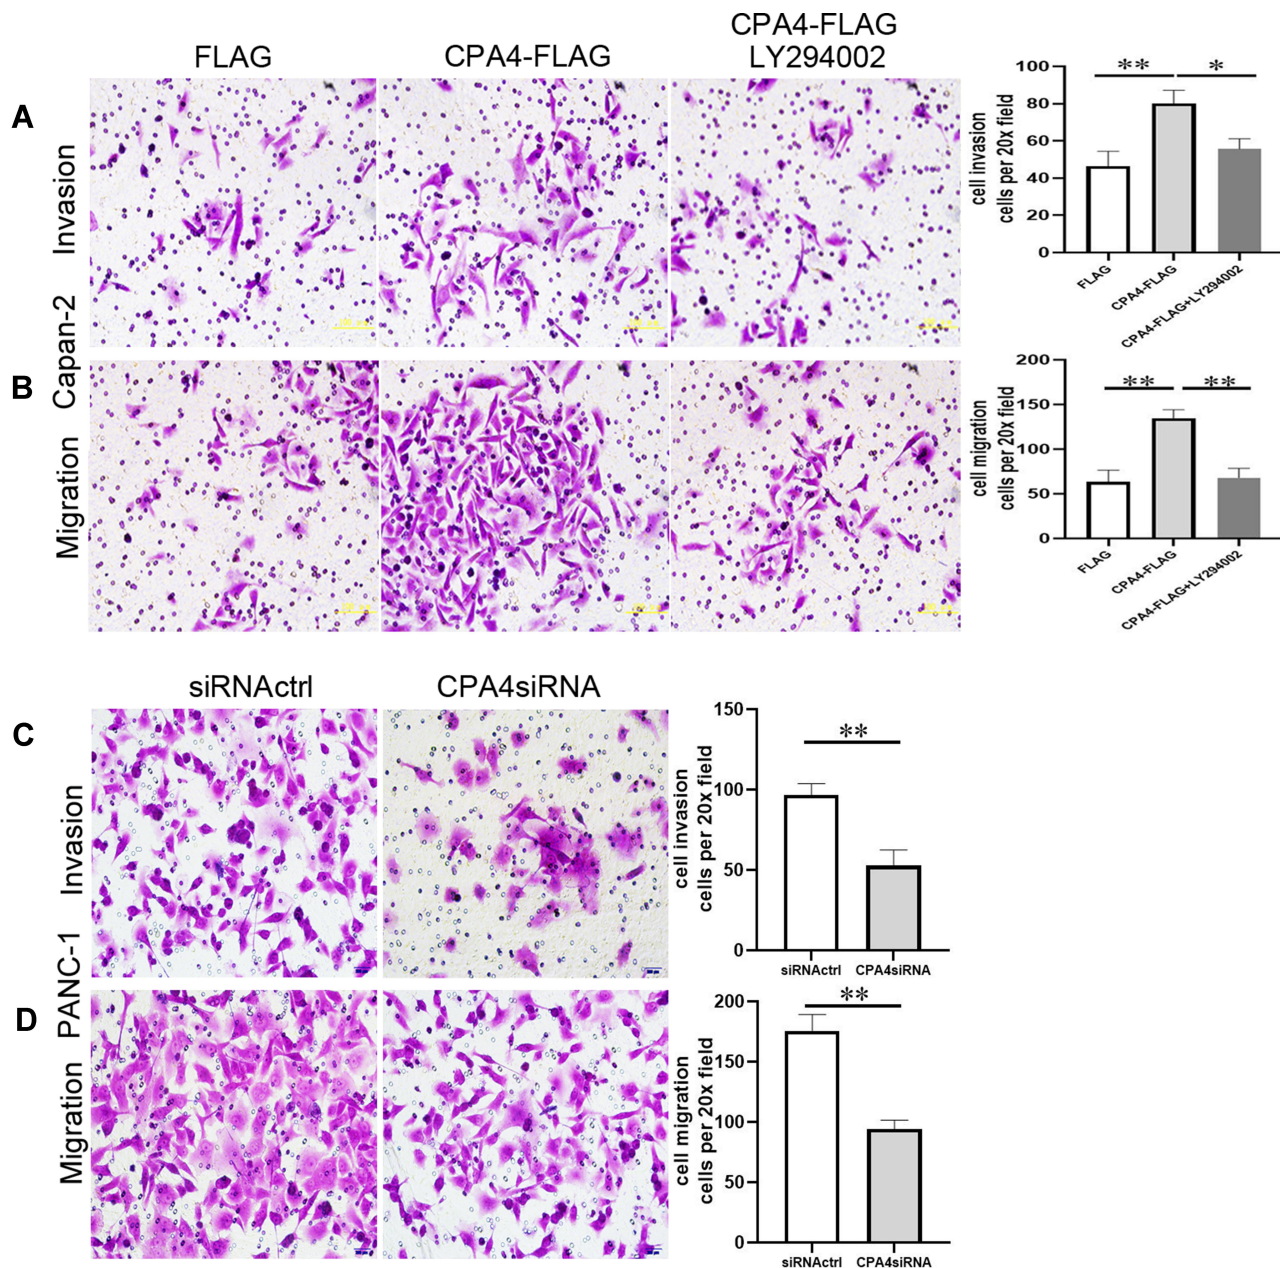 FLAG
CPA4-FLAG
CPA4-FLAG
LY294002
A
B
Capan-2
Invasion
Migration
cell invasion
cells per 20x field
100
80
60
40
20
0
**
*
FLAG
CPA4-FLAG
CPA4-FLAG+LY294002
cell migration
cells per 20x field
200
150
100
50
0
**
**
FLAG
CPA4-FLAG
CPA4-FLAG+LY294002
siRNActrl
CPA4siRNA
C
D
PANC-1
Invasion
Migration
cell invasion
cells per 20x field
150
100
50
0
**
siRNActrl
CPA4siRNA
cell migration
cells per 20x field
200
150
100
50
0
**
siRNActrl
CPA4siRNA